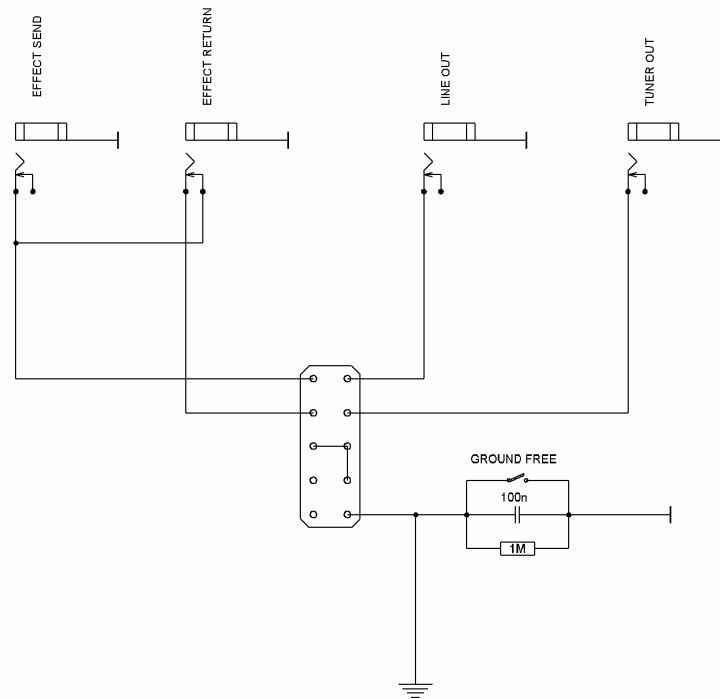 EFFECT SEND
EFFECT RETURN
LINE OUT
TUNER OUT
GROUND FREE
100n
1M